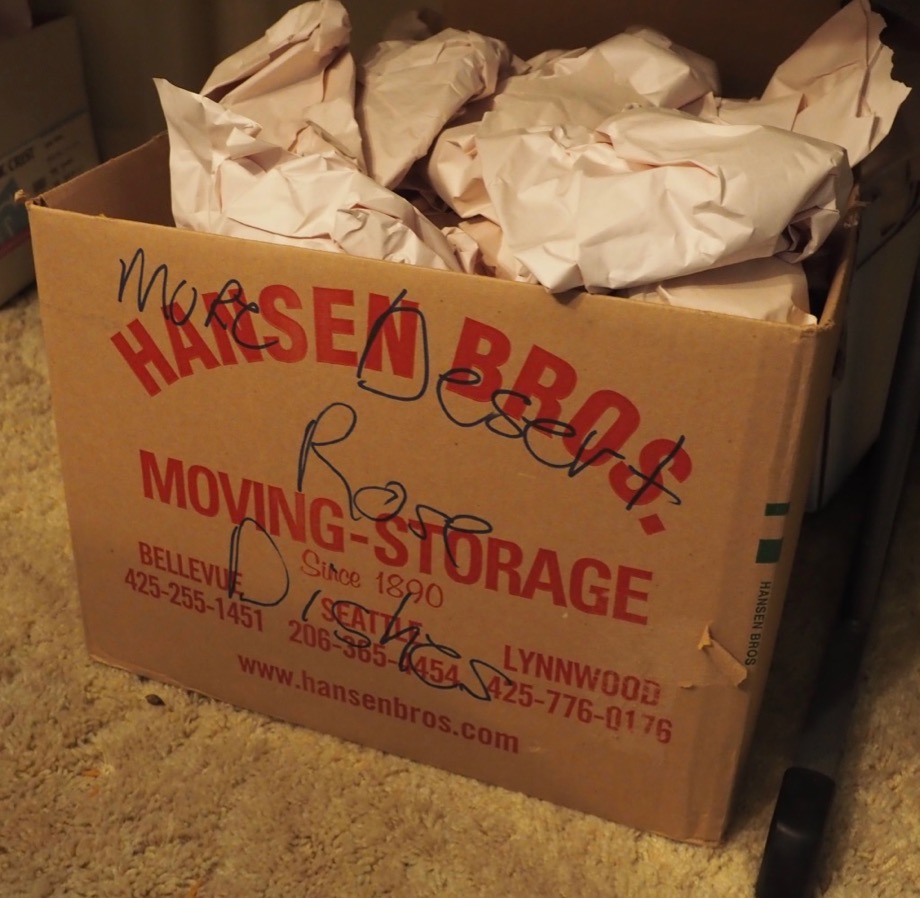 More
HANSEN BROS.
Desert
Rose
MOVING-STORAGE
Dishes
Since 1890
BELLEVUE
425-255-1451
SEATTLE
206-365-4454
LYNNWOOD
425-776-0176
www.hansenbros.com
HANSEN BROS
CREST